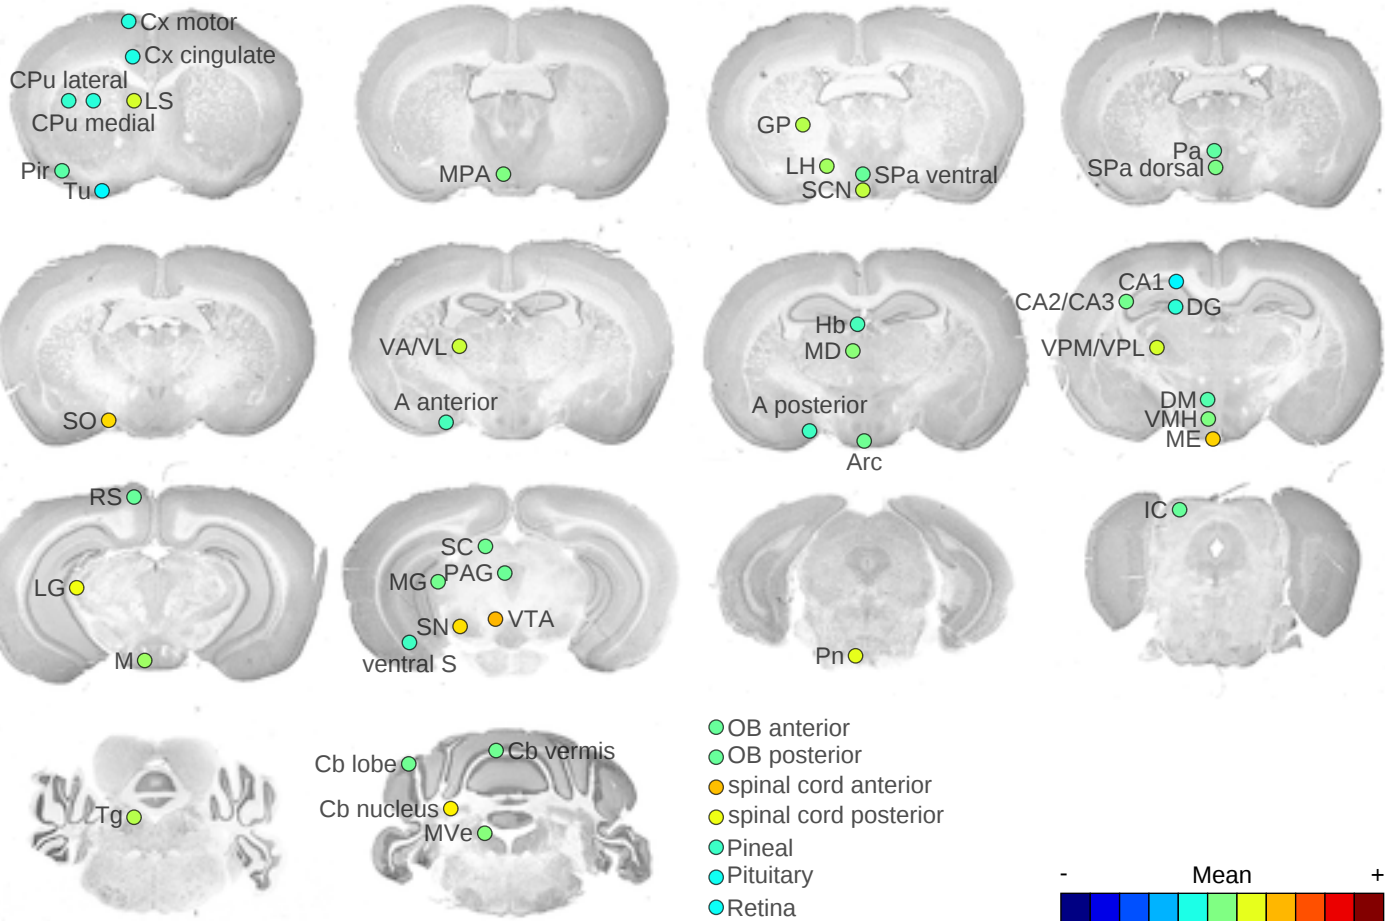 Cx motor
Cx cingulate
CPu lateral
LS
CPu medial
Pir
Tu
MPA
GP
LH
SPa ventral
SCN
Pa
SPa dorsal
SO
VA/VL
A anterior
Hb
MD
A posterior
Arc
CA1
CA2/CA3
DG
VPM/VPL
DM
VMH
ME
RS
LG
M
SC
MG
PAG
SN
VTA
ventral S
Pn
IC
Tg
Cb lobe
Cb vermis
Cb nucleus
MVe
OB anterior
OB posterior
spinal cord anterior
spinal cord posterior
Pineal
Pituitary
Retina
- Mean +